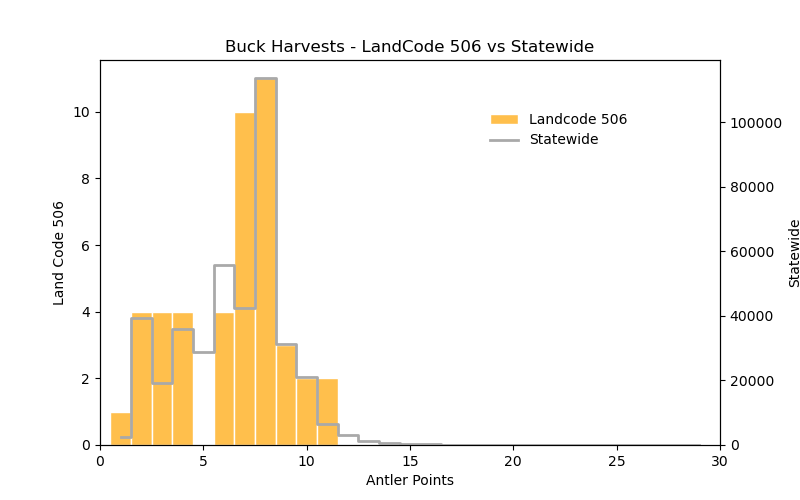 Buck Harvests - LandCode 506 vs Statewide
Landcode 506
Statewide
Land Code 506
10
8
6
4
2
0
100000
80000
60000
40000
20000
0
Statewide
0 5 10 15 20 25 30
Antler Points